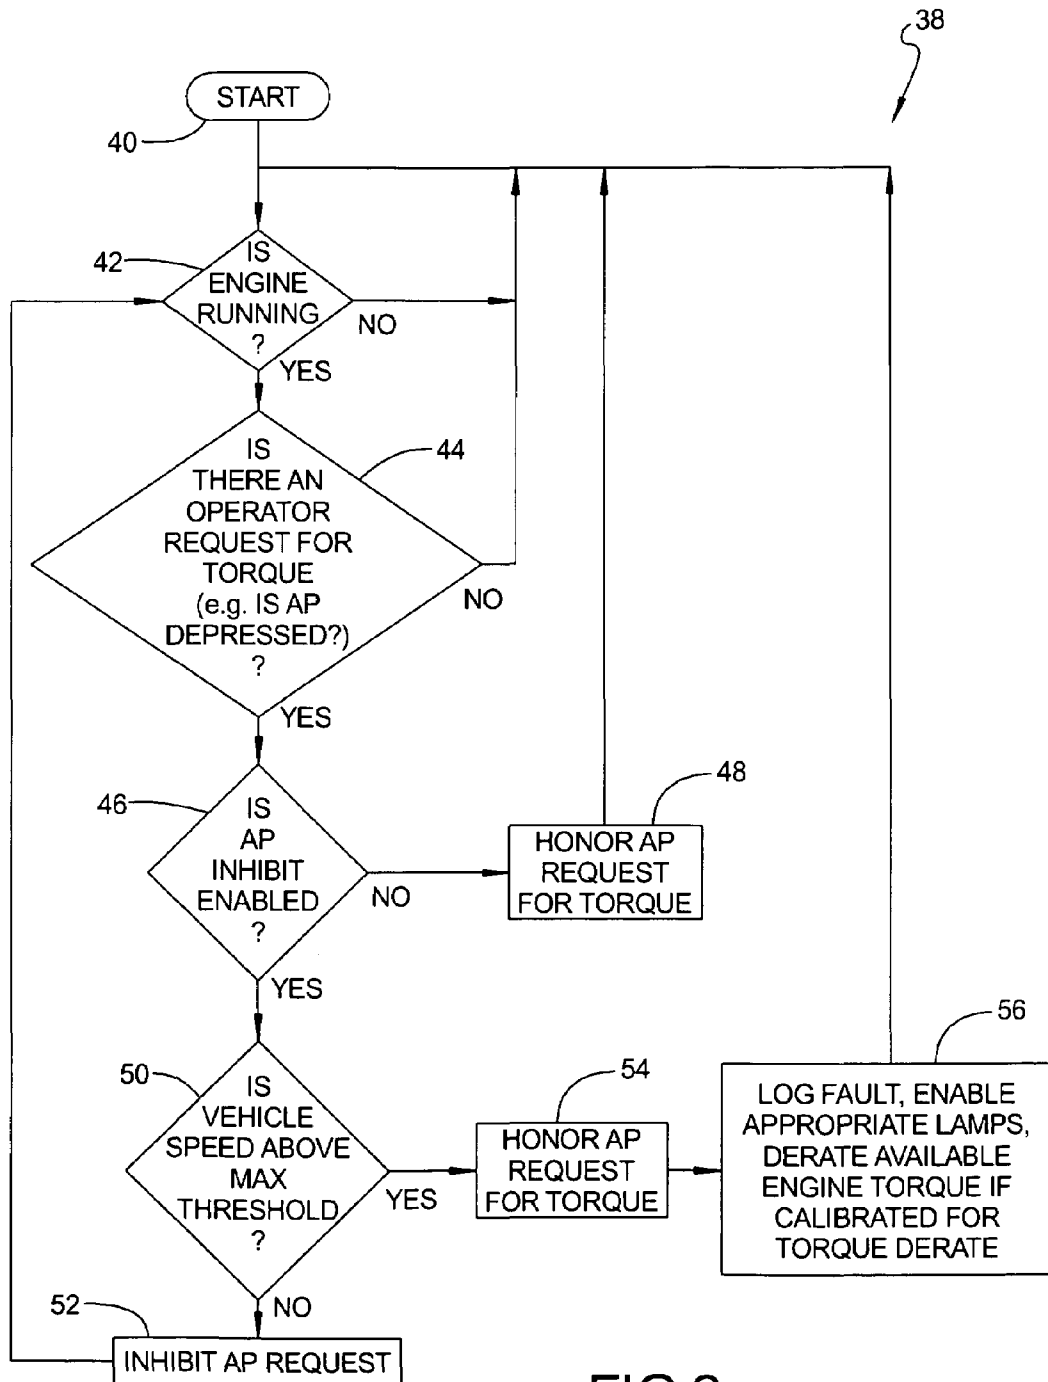 38
START
40
42
IS
ENGINE
RUNNING
?
NO
YES
44
IS
THERE AN
OPERATOR
REQUEST FOR
TORQUE
(e.g. IS AP
DEPRESSED?)
?
NO
YES
46
IS
AP
INHIBIT
ENABLED
?
NO
48
HONOR AP
REQUEST
FOR TORQUE
YES
50
IS
VEHICLE
SPEED ABOVE
MAX
THRESHOLD
?
YES
54
HONOR AP
REQUEST
FOR TORQUE
56
LOG FAULT, ENABLE
APPROPRIATE LAMPS,
DERATE AVAILABLE
ENGINE TORQUE IF
CALIBRATED FOR
TORQUE DERATE
NO
52
INHIBIT AP REQUEST